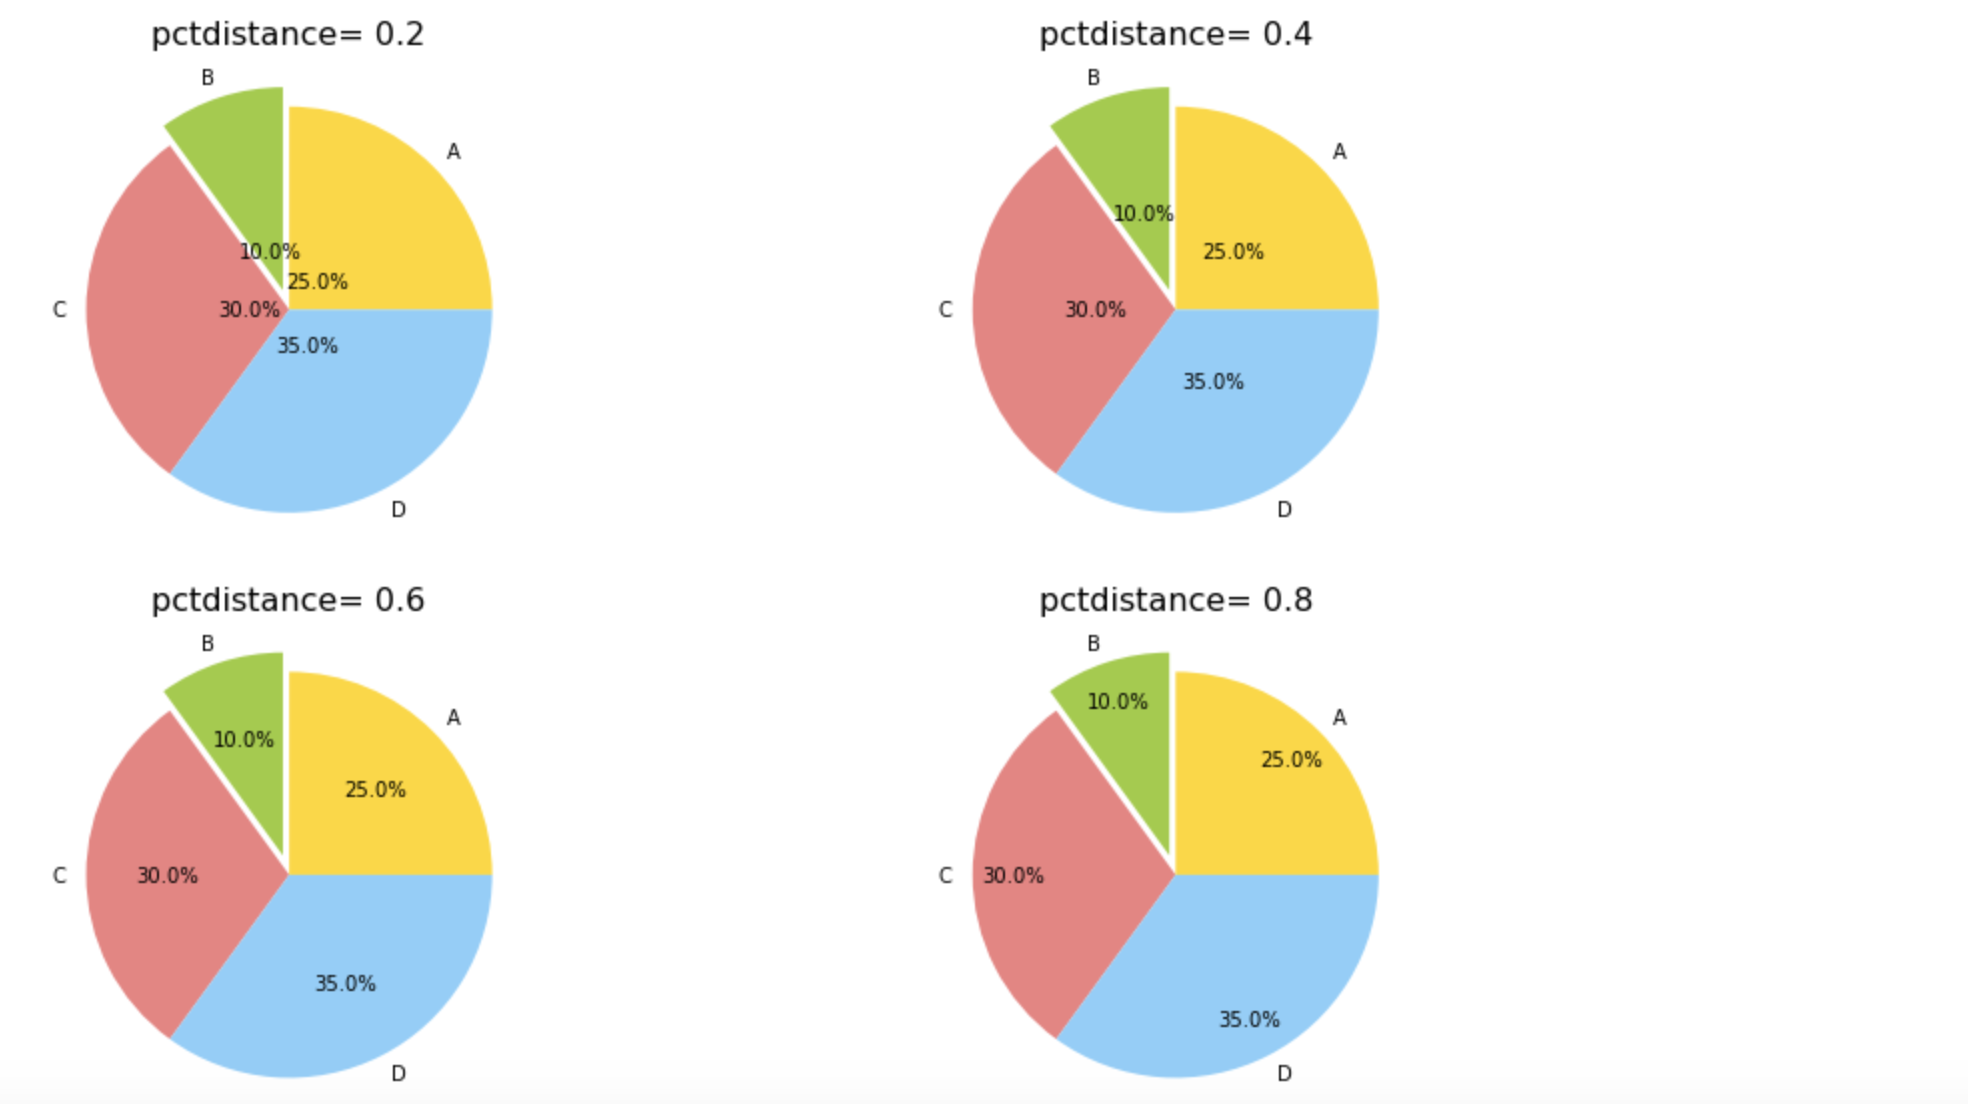 pctdistance= 0.2
B
A
10.0%
25.0%
C
30.0%
35.0%
D
pctdistance= 0.4
B
A
10.0%
25.0%
C
30.0%
35.0%
D
pctdistance= 0.6
B
A
10.0%
25.0%
C
30.0%
35.0%
D
pctdistance= 0.8
B
A
10.0%
25.0%
C
30.0%
35.0%
D